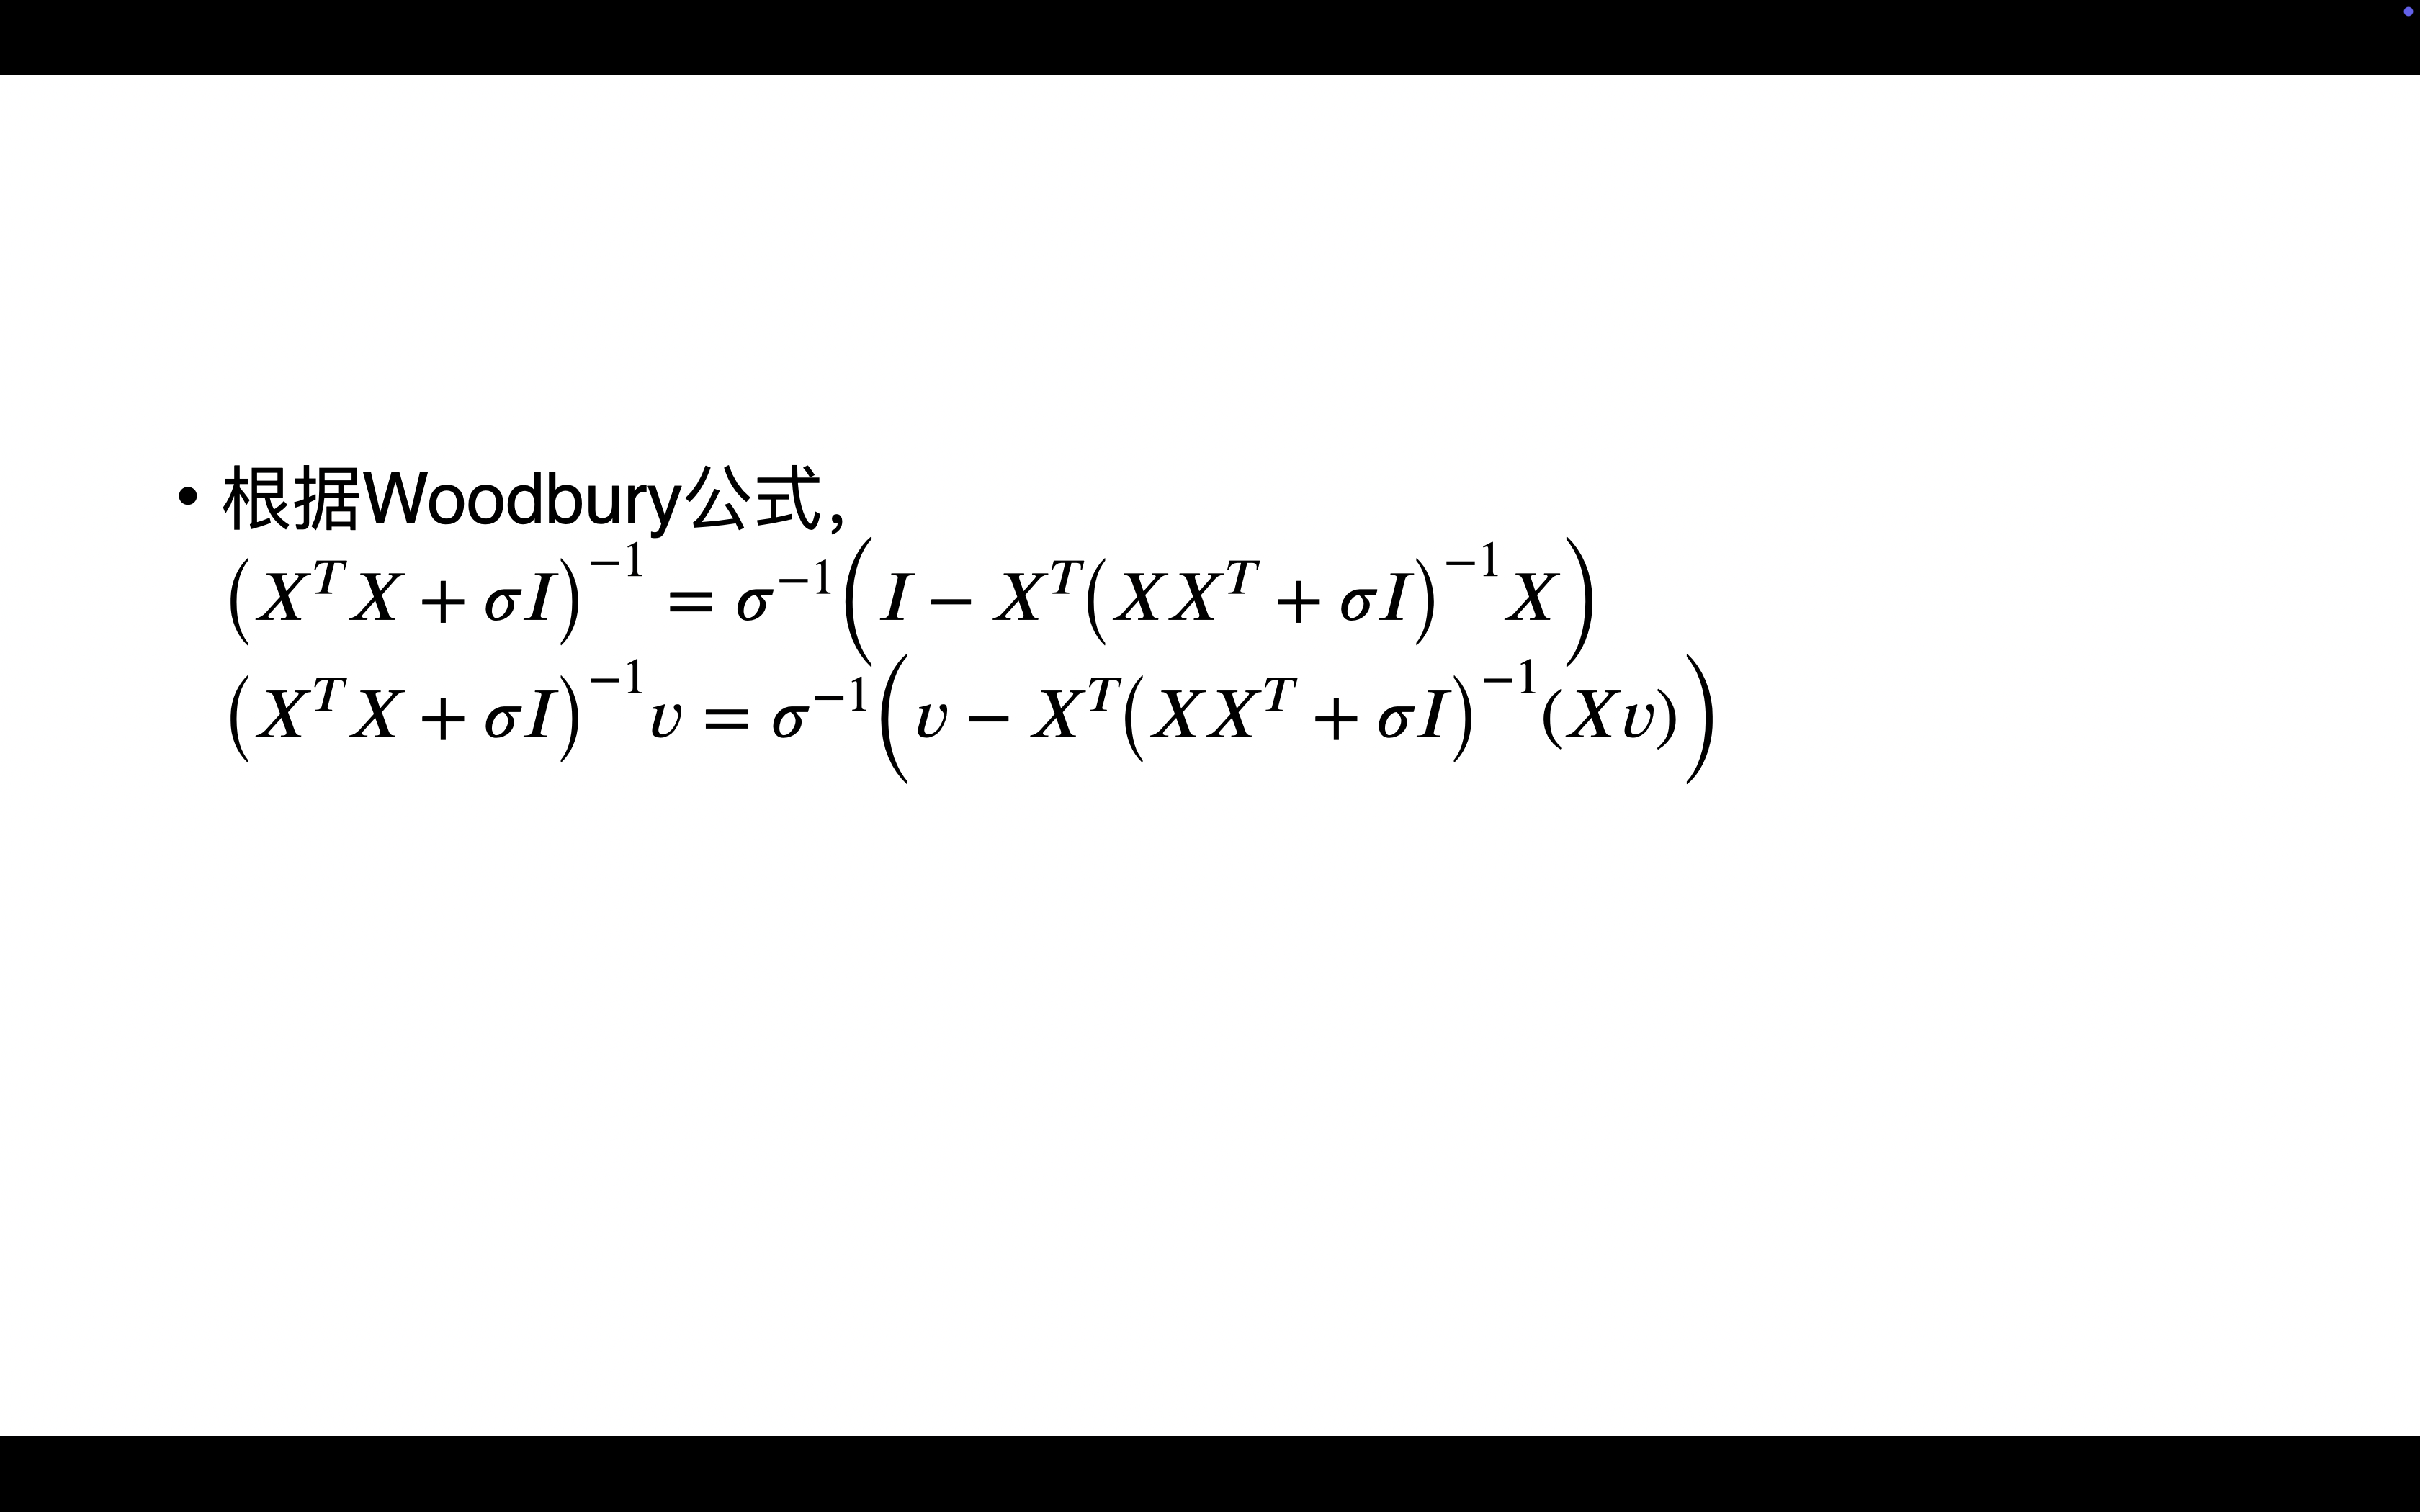 • 根据Woodbury公式,
(XᵀX + σI)⁻¹ = σ⁻¹(I − Xᵀ(XXᵀ + σI)⁻¹X)
(XᵀX + σI)⁻¹v = σ⁻¹(v − Xᵀ(XXᵀ + σI)⁻¹(Xv))